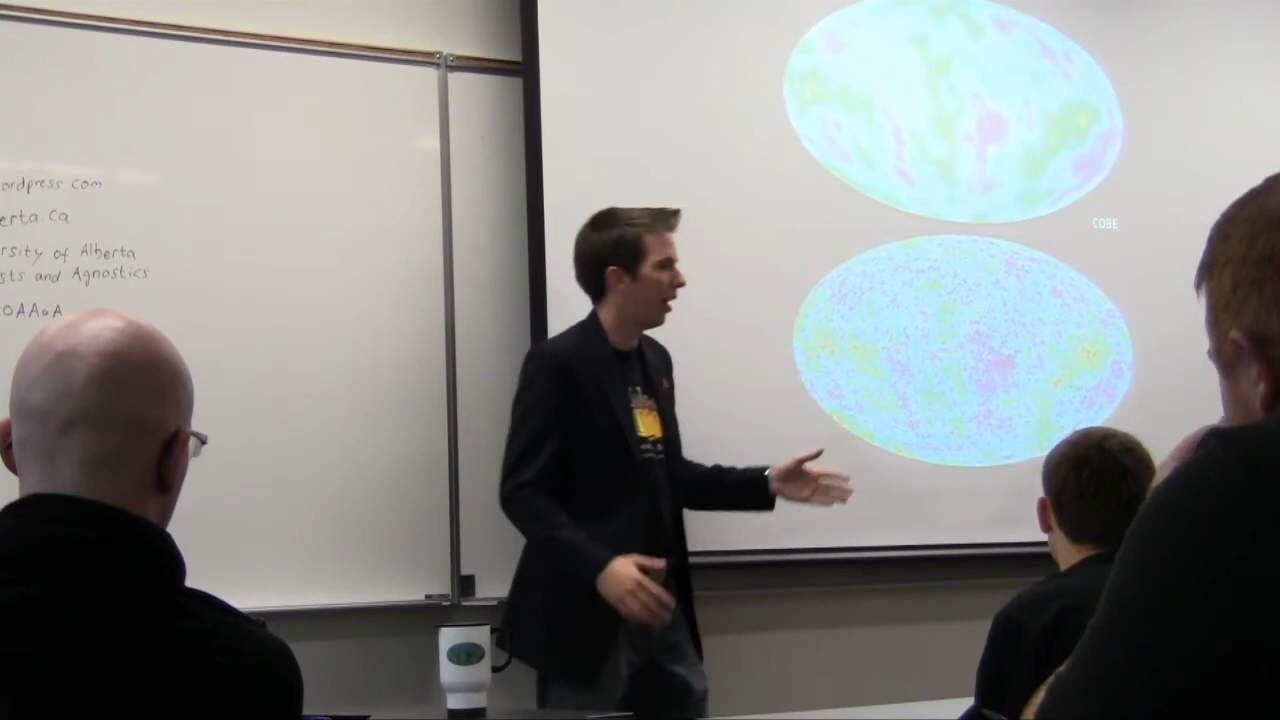 ordpress.com
erta.ca
rsity of Alberta
sts and Agnostics
OAAoA
COBE